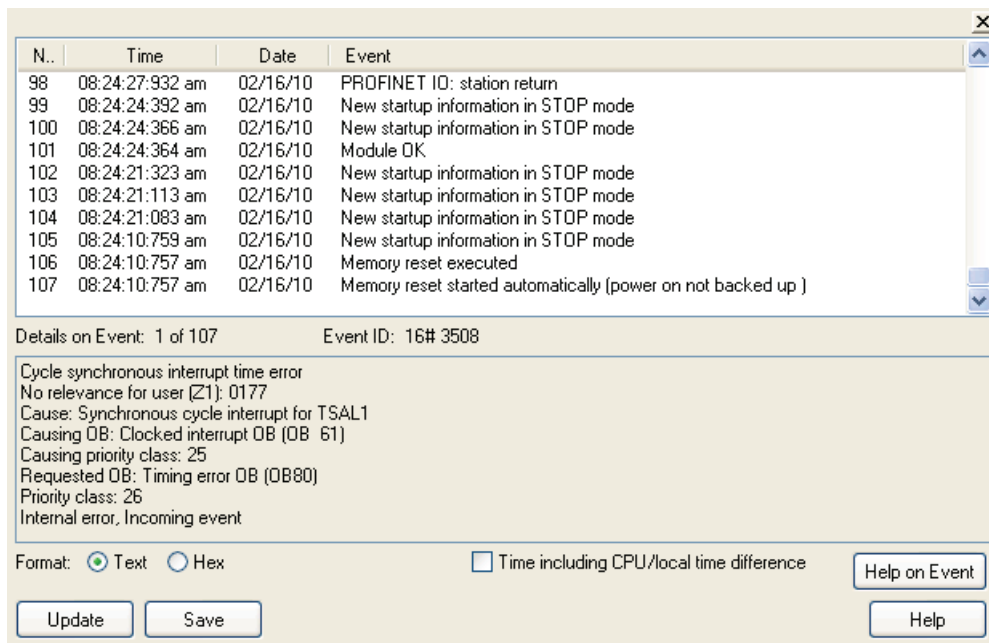 N.. Time Date Event
98 08:24:27:932 am 02/16/10 PROFINET IO: station return
99 08:24:24:392 am 02/16/10 New startup information in STOP mode
100 08:24:24:366 am 02/16/10 New startup information in STOP mode
101 08:24:24:364 am 02/16/10 Module OK
102 08:24:21:323 am 02/16/10 New startup information in STOP mode
103 08:24:21:113 am 02/16/10 New startup information in STOP mode
104 08:24:21:083 am 02/16/10 New startup information in STOP mode
105 08:24:10:759 am 02/16/10 New startup information in STOP mode
106 08:24:10:757 am 02/16/10 Memory reset executed
107 08:24:10:757 am 02/16/10 Memory reset started automatically (power on not backed up )
Details on Event: 1 of 107 Event ID: 16# 3508
Cycle synchronous interrupt time error
No relevance for user (Z1): 0177
Cause: Synchronous cycle interrupt for TSAL1
Causing OB: Clocked interrupt OB (OB 61)
Causing priority class: 25
Requested OB: Timing error OB (OB80)
Priority class: 26
Internal error, Incoming event
Format: Text Hex Time including CPU/local time difference Help on Event
Update Save Help